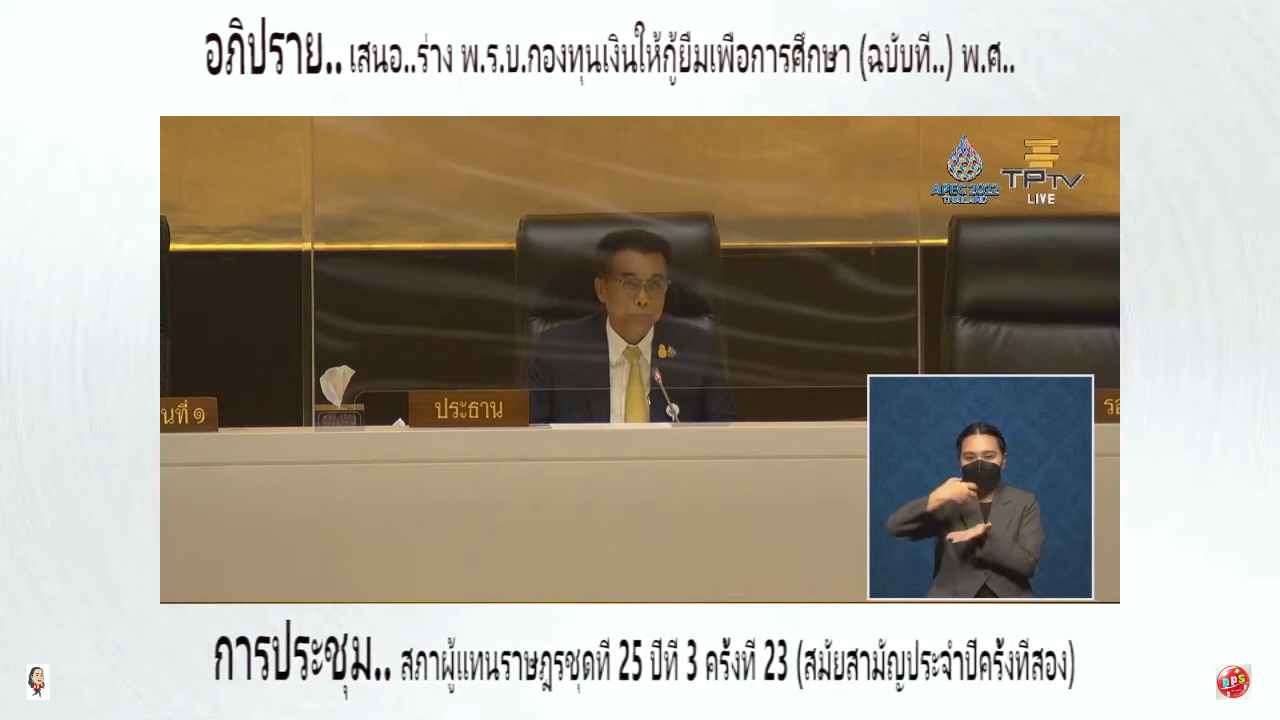 อภิปราย.. เสนอ..ร่าง พ.ร.บ.กองทุนเงินให้กู้ยืมเพื่อการศึกษา (ฉบับที่..) พ.ศ..
APEC 2022
THAILAND
TPTV
LIVE
นที่ ๑
ประธาน
รอ
การประชุม.. สภาผู้แทนราษฎรชุดที่ 25 ปีที่ 3 ครั้งที่ 23 (สมัยสามัญประจำปีครั้งที่สอง)